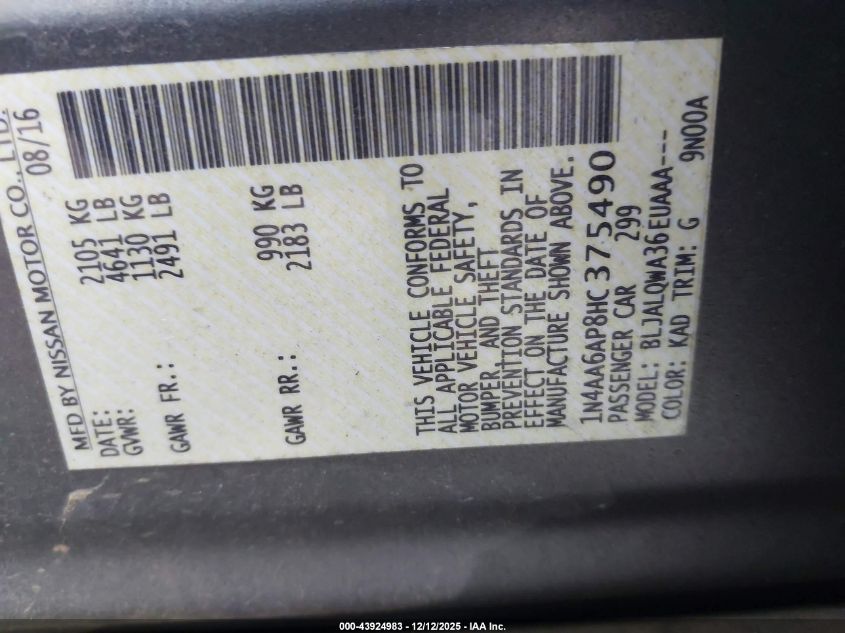 MFD BY NISSAN MOTOR CO., LTD.
DATE: 08/16
GVWR: 2105 KG
4641 LB
GAWR FR.: 1130 KG
2491 LB
GAWR RR.: 990 KG
2183 LB
THIS VEHICLE CONFORMS TO
ALL APPLICABLE FEDERAL
MOTOR VEHICLE SAFETY,
BUMPER, AND THEFT
PREVENTION STANDARDS IN
EFFECT ON THE DATE OF
MANUFACTURE SHOWN ABOVE.
1N4AA6AP8HC375490
PASSENGER CAR 299
MODEL: BLJALQWA36EUAAA---
COLOR: KAD TRIM: G 9N00A
000-43924983 - 12/12/2025 - IAA Inc.